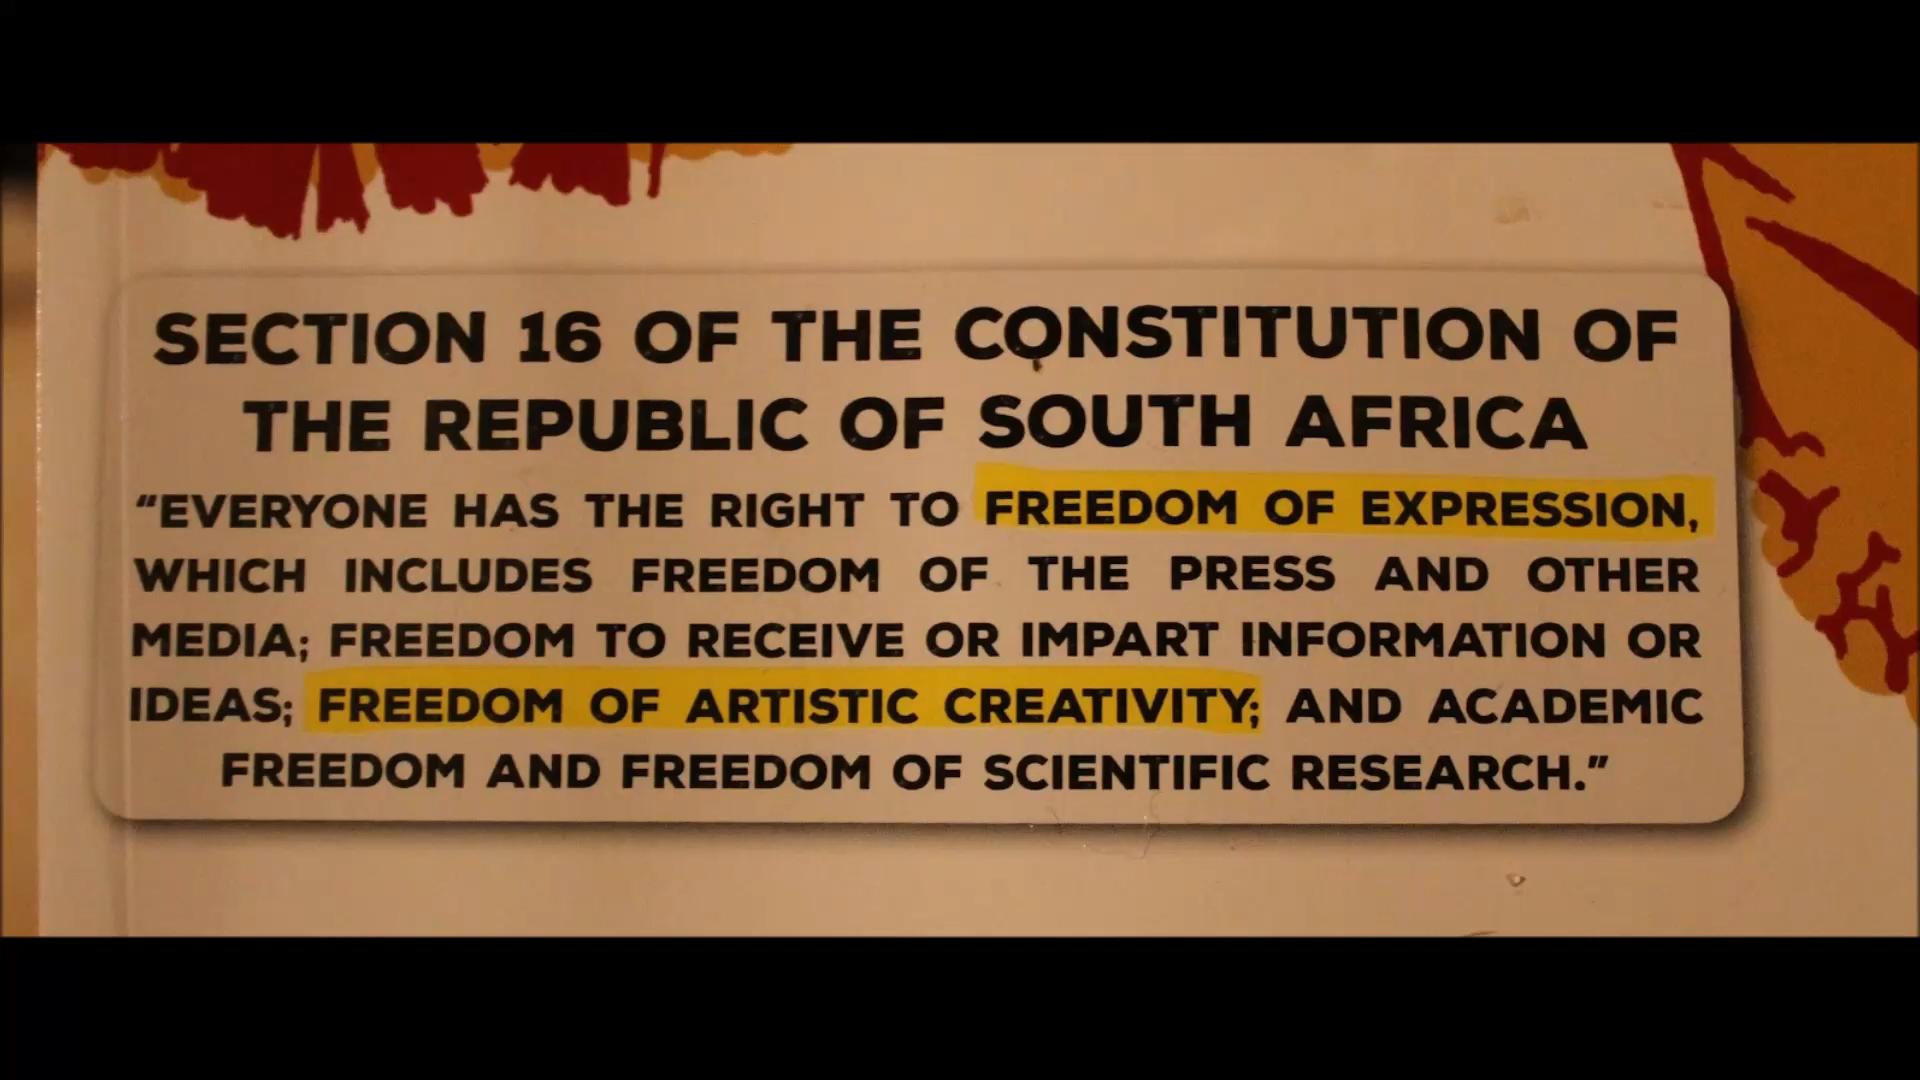 SECTION 16 OF THE CONSTITUTION OF
THE REPUBLIC OF SOUTH AFRICA
“EVERYONE HAS THE RIGHT TO FREEDOM OF EXPRESSION,
WHICH INCLUDES FREEDOM OF THE PRESS AND OTHER
MEDIA; FREEDOM TO RECEIVE OR IMPART INFORMATION OR
IDEAS; FREEDOM OF ARTISTIC CREATIVITY; AND ACADEMIC
FREEDOM AND FREEDOM OF SCIENTIFIC RESEARCH.”